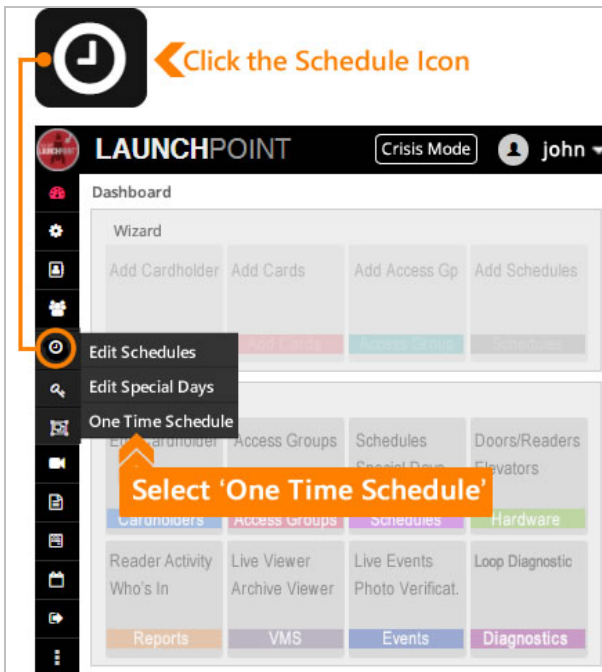 Click the Schedule Icon
LAUNCHPOINT
Crisis Mode
john
Dashboard
Wizard
Add Cardholder
Add Cards
Add Access Gp
Add Schedules
Add Cards
Access Group
Schedules
Edit Schedules
Edit Special Days
One Time Schedule
Cardholder
Access Groups
Schedules
Doors/Readers
Special Days
Elevators
Select ‘One Time Schedule’
Cardholders
Access Groups
Schedules
Hardware
Reader Activity
Live Viewer
Live Events
Loop Diagnostic
Who's In
Archive Viewer
Photo Verificat.
Reports
VMS
Events
Diagnostics